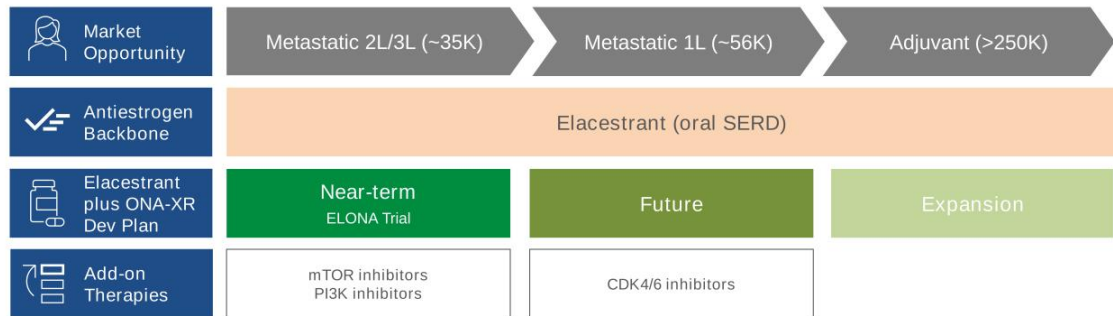 Market
Opportunity
Metastatic 2L/3L (~35K)
Metastatic 1L (~56K)
Adjuvant (>250K)
Antiestrogen
Backbone
Elacestrant (oral SERD)
Elacestrant
plus ONA-XR
Dev Plan
Near-term
ELONA Trial
Future
Expansion
Add-on
Therapies
mTOR inhibitors
PI3K inhibitors
CDK4/6 inhibitors